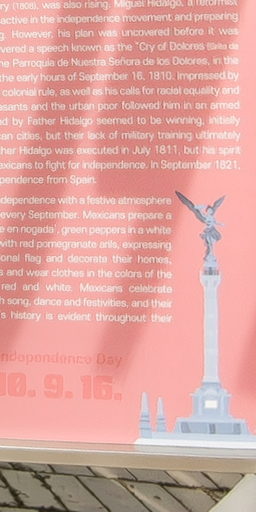 ry (1808), was also rising. Miguel Hidalgo, a reformist
active in the independence movement and preparing
g. However, his plan was uncovered before it was
vered a speech known as the "Cry of Dolores (Grito de
he Parroquia de Nuestra Señora de los Dolores, in the
the early hours of September 16, 1810. Impressed by
colonial rule, as well as his calls for racial equality and
asants and the urban poor followed him in an armed
ed by Father Hidalgo seemed to be winning, initially
can cities, but their lack of military training ultimately
ther Hidalgo was executed in July 1811, but his spirit
exicans to fight for independence. In September 1821,
pendence from Spain.
dependence with a festive atmosphere
every September. Mexicans prepare a
e en nogada', green peppers in a white
with red pomegranate arils, expressing
onal flag and decorate their homes,
s and wear clothes in the colors of the
red and white. Mexicans celebrate
h song, dance and festivities, and their
's history is evident throughout their
Independence Day
10. 9. 16.